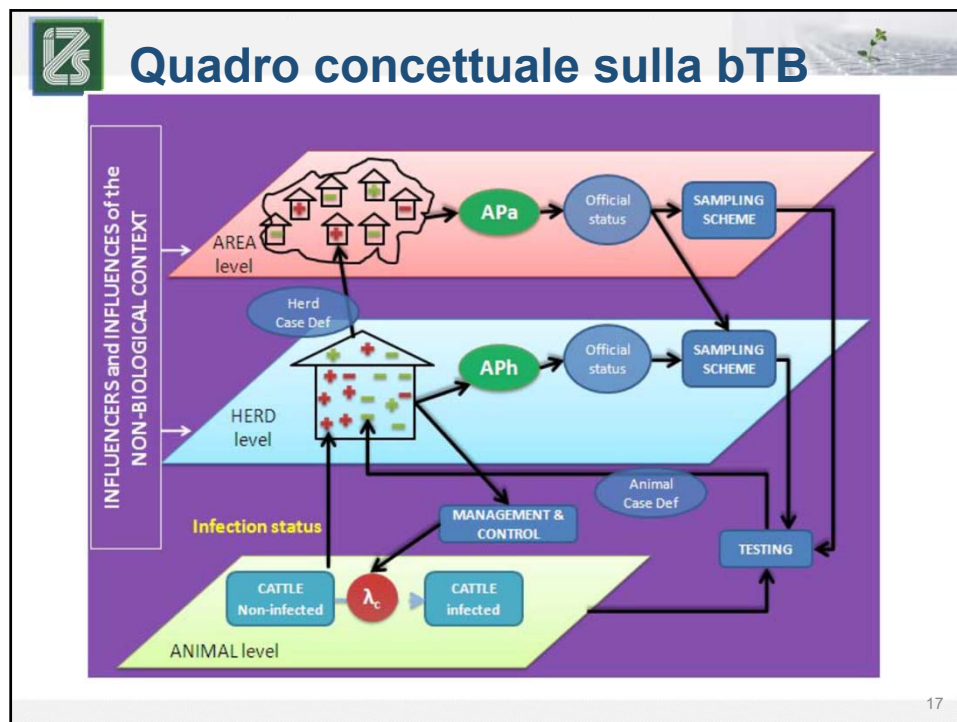 IZS
Quadro concettuale sulla bTB
INFLUENCERS and INFLUENCES of the
NON-BIOLOGICAL CONTEXT
AREA
level
APa
Official
status
SAMPLING
SCHEME
Herd
Case Def
HERD
level
APh
Official
status
SAMPLING
SCHEME
Animal
Case Def
Infection status
MANAGEMENT &
CONTROL
TESTING
CATTLE
Non-infected
λc
CATTLE
infected
ANIMAL level
17